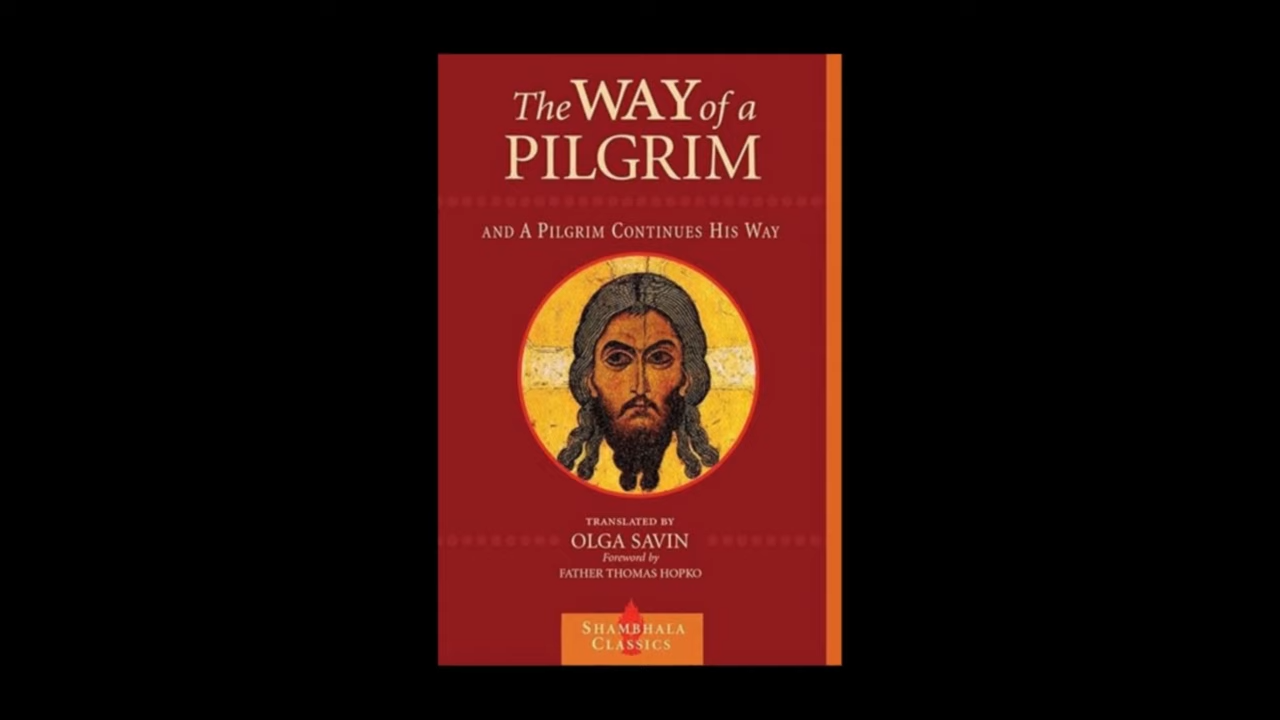 The WAY of a
PILGRIM
AND A PILGRIM CONTINUES HIS WAY
TRANSLATED BY
OLGA SAVIN
Foreword by
FATHER THOMAS HOPKO
SHAMBHALA
CLASSICS